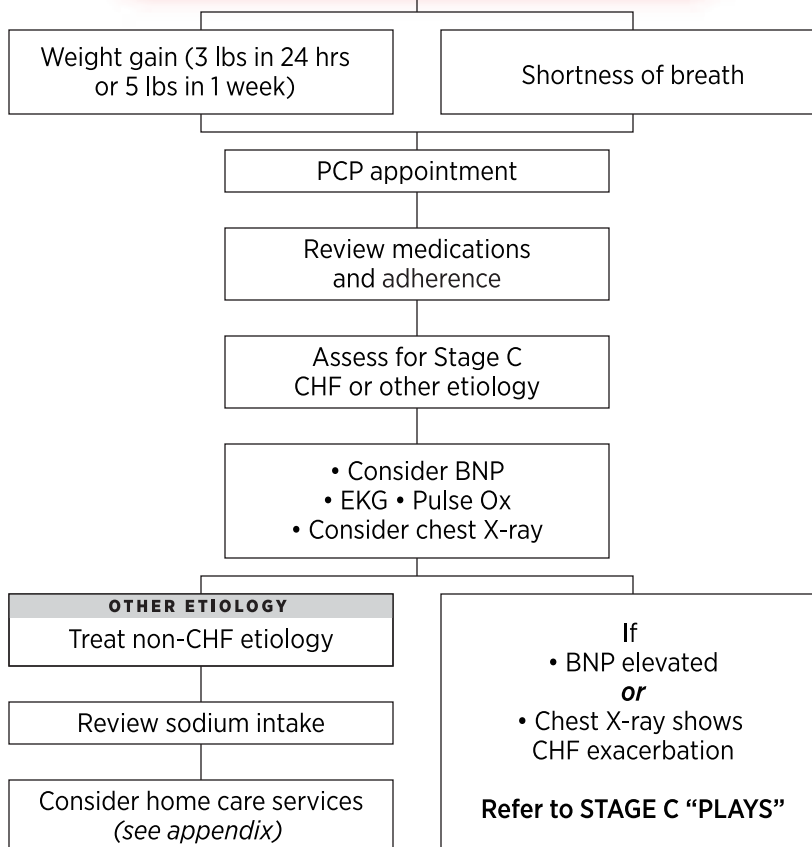 Weight gain (3 lbs in 24 hrs
or 5 lbs in 1 week)
Shortness of breath
PCP appointment
Review medications
and adherence
Assess for Stage C
CHF or other etiology
• Consider BNP
• EKG • Pulse Ox
• Consider chest X-ray
OTHER ETIOLOGY
Treat non-CHF etiology
Review sodium intake
Consider home care services
(see appendix)
If
• BNP elevated
or
• Chest X-ray shows
CHF exacerbation
Refer to STAGE C “PLAYS”